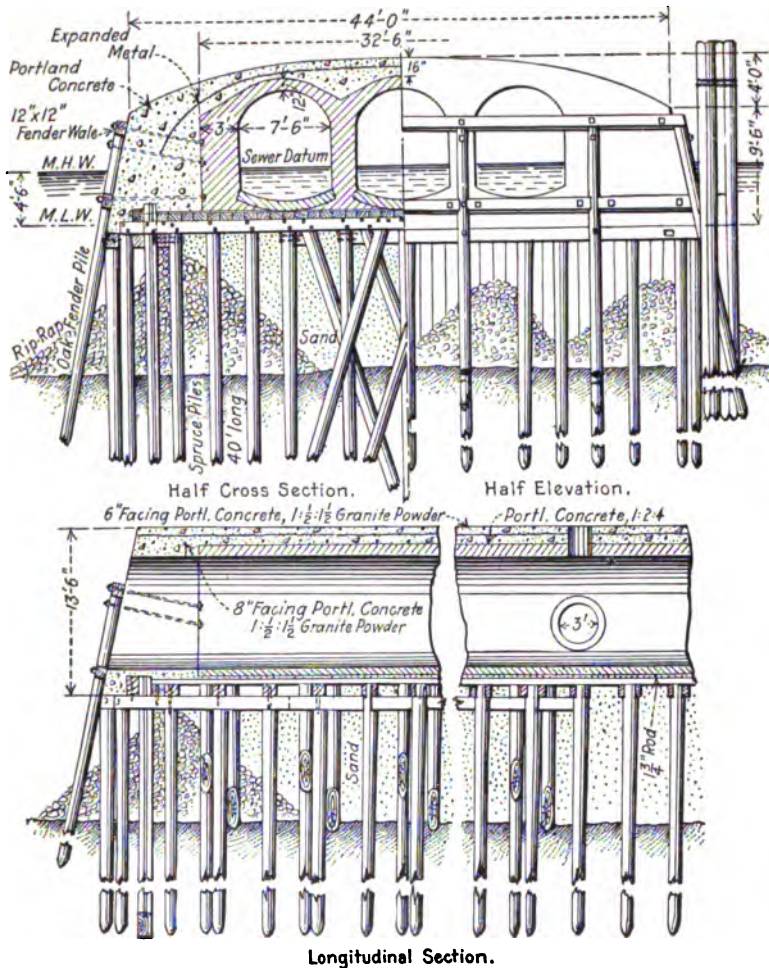 44'-0"
Expanded
Metal
32'-6"
Portland
Concrete
16"
4'-0"
12"x12"
Fender Wale
12"
3
7'-6"
9'-6"
Sewer Datum
M.H.W.
4'-6"
M.L.W.
Rip-Rap
Oak Fender Pile
Sand
Spruce Piles
40' long
Half Cross Section.
Half Elevation.
6" Facing Portl. Concrete, 1:½:1½ Granite Powder
Portl. Concrete, 1:2:4
13'-6"
8" Facing Portl. Concrete
1:½:1½ Granite Powder
3'
Sand
1¾" Rod
Longitudinal Section.